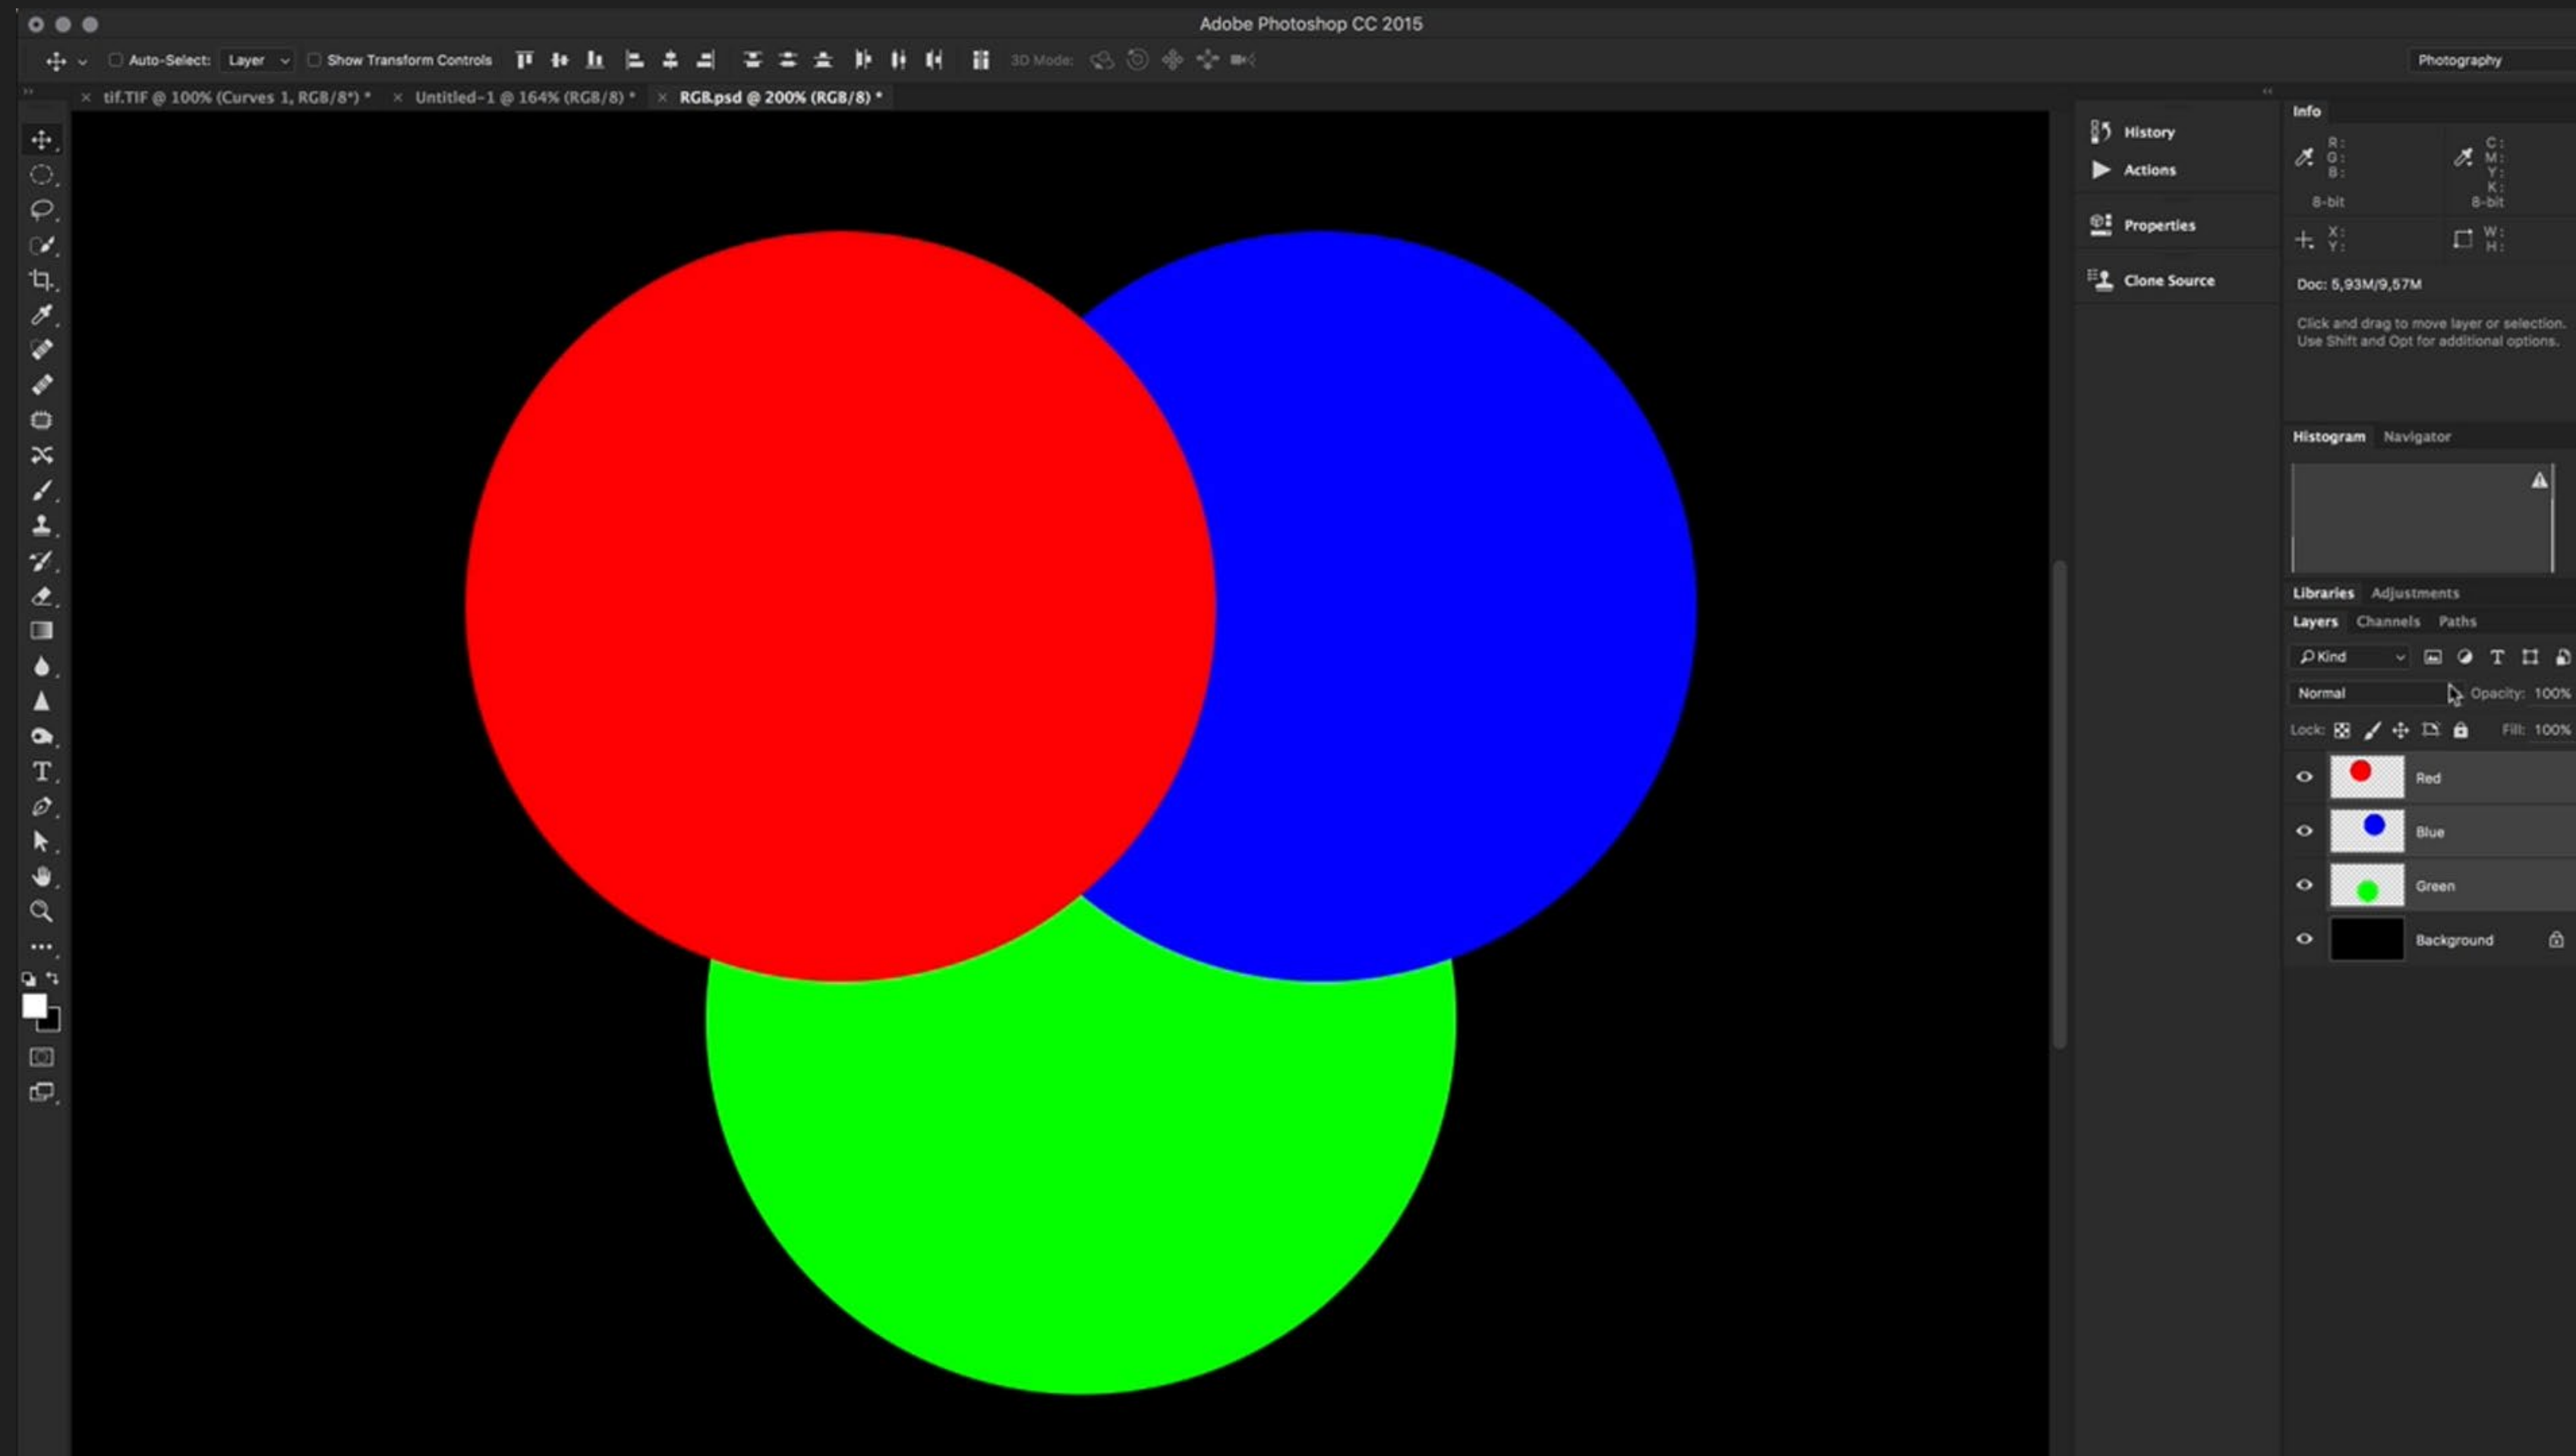 Adobe Photoshop CC 2015
Auto-Select: Layer Show Transform Controls 3D Mode: Photography
tif.TIF @ 100% (Curves 1, RGB/8*) * Untitled-1 @ 164% (RGB/8) * RGB.psd @ 200% (RGB/8) *
History
Actions
Properties
Clone Source
Info
R: C:
G: M:
B: Y:
K:
8-bit 8-bit
X: W:
Y: H:
Doc: 5,93M/9,57M
Click and drag to move layer or selection.
Use Shift and Opt for additional options.
Histogram Navigator
Libraries Adjustments
Layers Channels Paths
Kind
Normal Opacity: 100%
Lock: Fill: 100%
Red
Blue
Green
Background